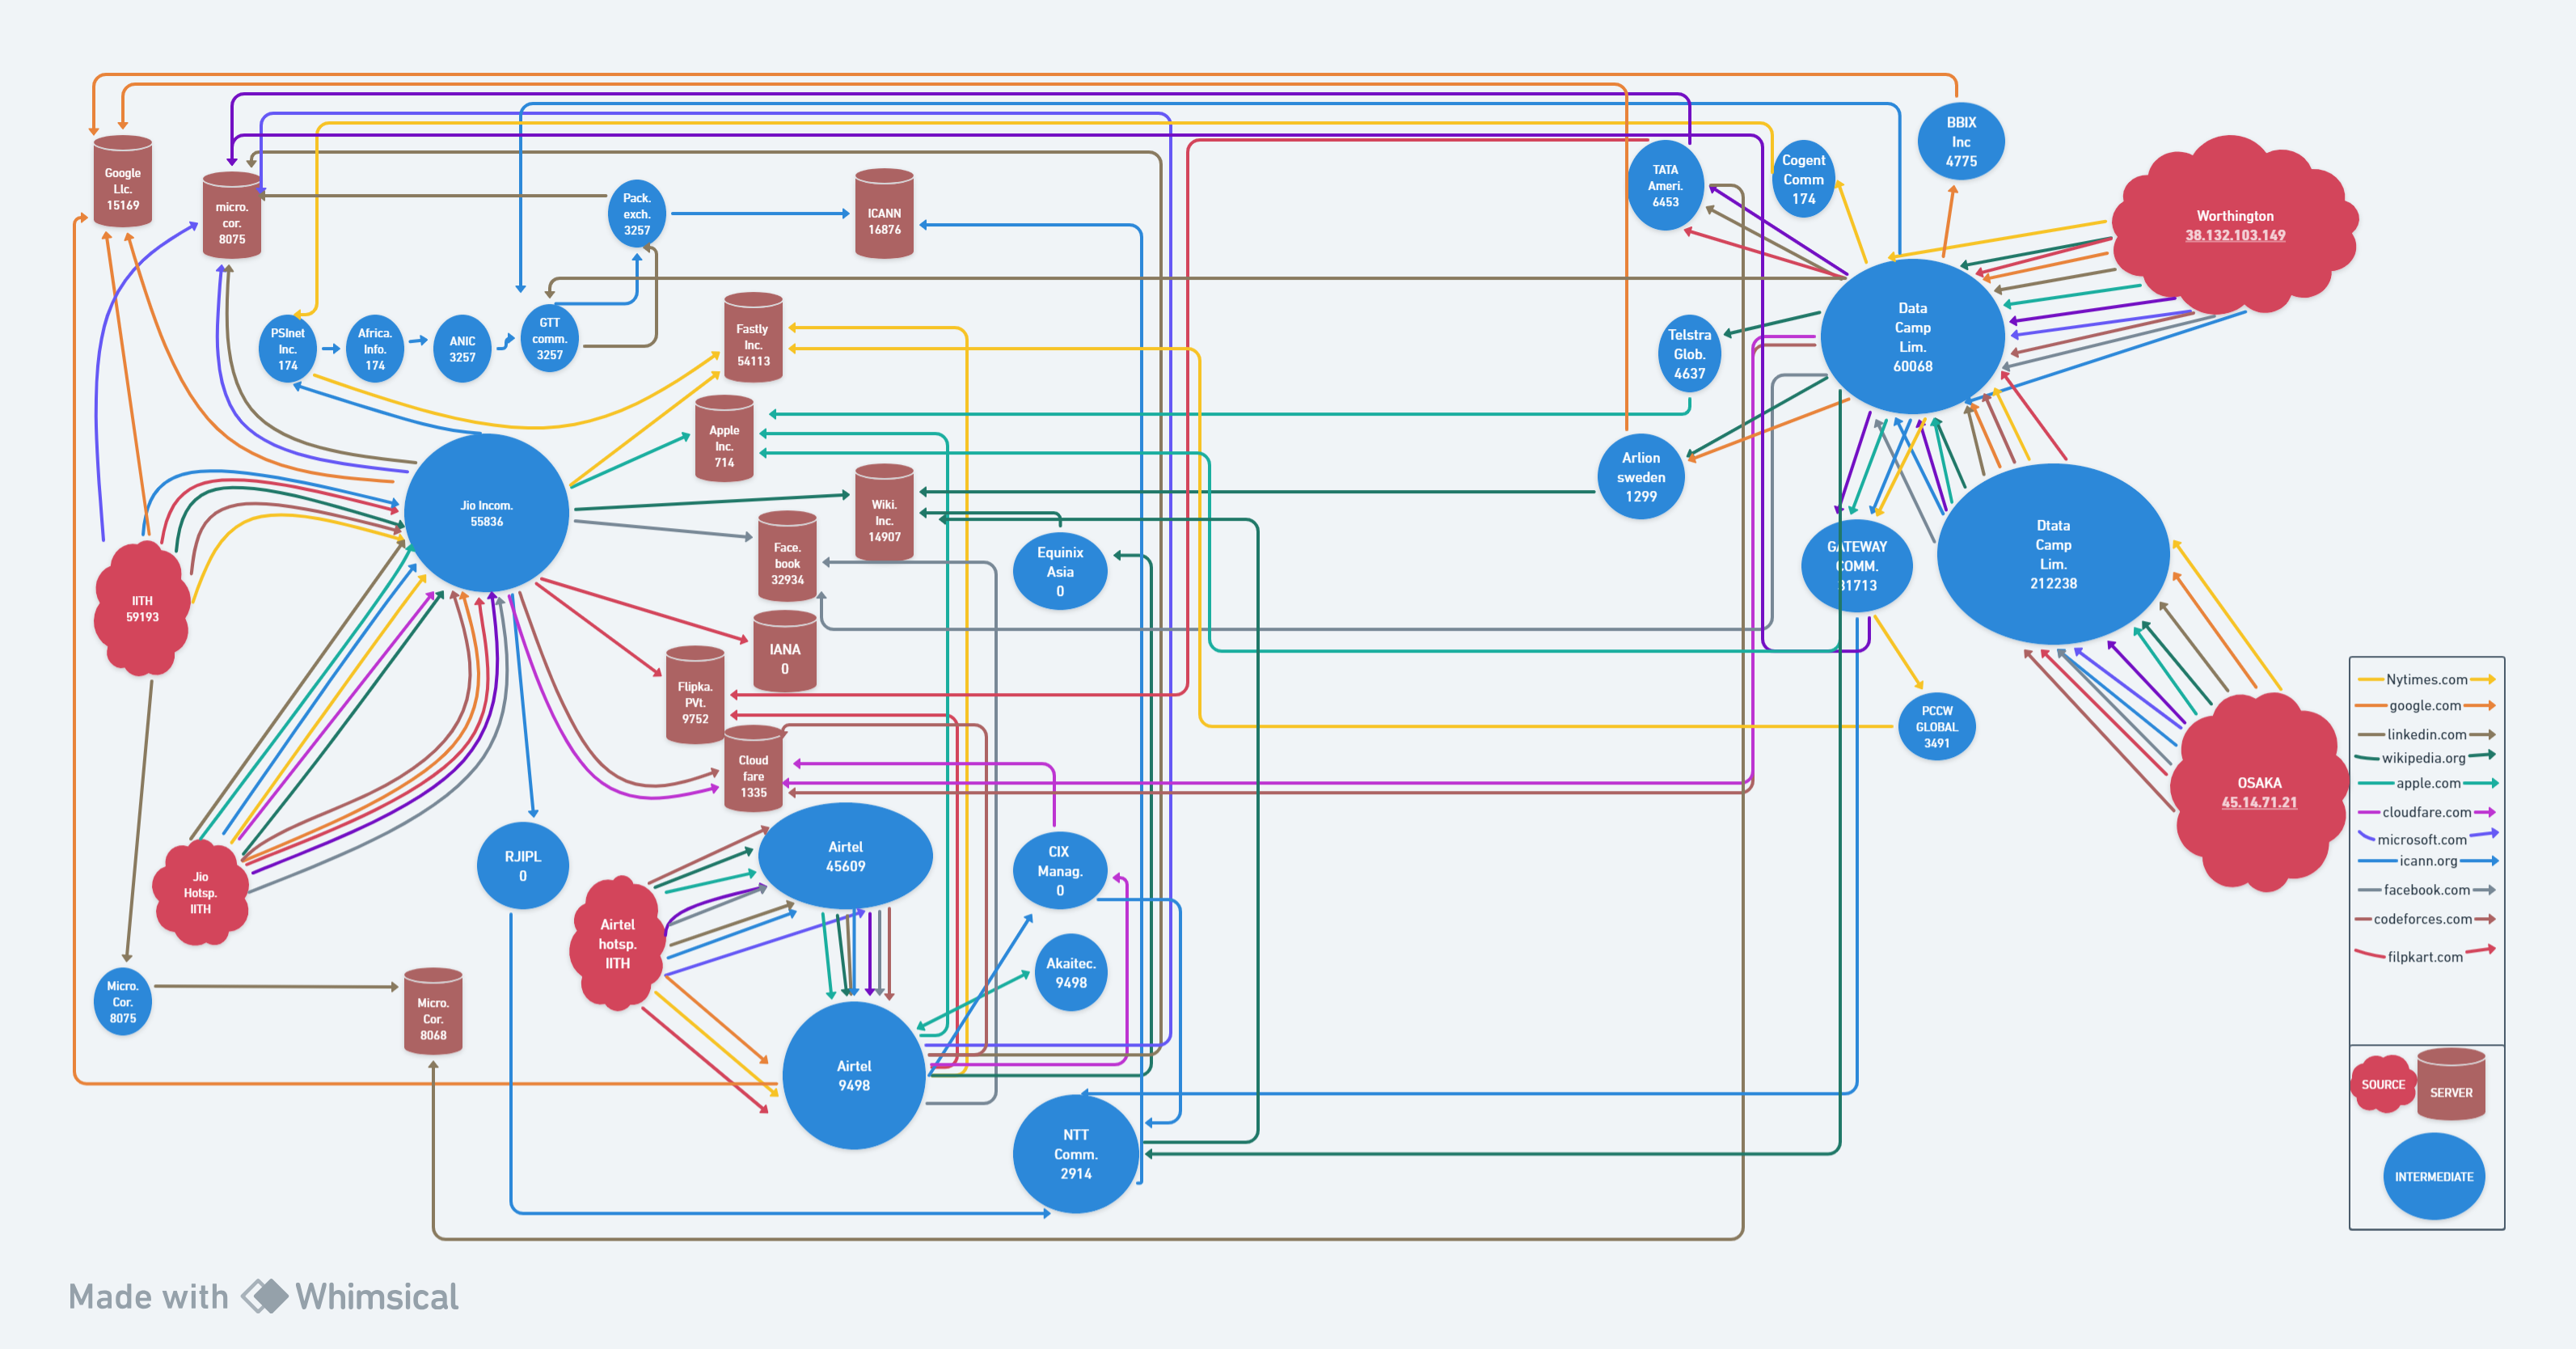 Google
Llc.
15169
micro.
cor.
8075
Pack.
exch.
3257
ICANN
16876
TATA
Ameri.
6453
Cogent
Comm
174
BBIX
Inc
4775
Worthington
38.132.103.149
PSInet
Inc.
174
Africa.
Info.
174
ANIC
3257
GTT
comm.
3257
Fastly
Inc.
54113
Telstra
Glob.
4637
Data
Camp
Lim.
60068
Apple
Inc.
714
Arlion
sweden
1299
Jio Incom.
55836
Wiki.
Inc.
14907
Face.
book
32934
Equinix
Asia
0
GATEWAY
COMM.
31713
Dtata
Camp
Lim.
212238
IITH
59193
IANA
0
Flipka.
PVt.
9752
PCCW
GLOBAL
3491
Cloud
fare
1335
OSAKA
45.14.71.21
Nytimes.com
google.com
linkedin.com
wikipedia.org
apple.com
cloudfare.com
microsoft.com
icann.org
facebook.com
codeforces.com
filpkart.com
RJIPL
0
Airtel
45609
CIX
Manag.
0
Jio
Hotsp.
IITH
Airtel
hotsp.
IITH
Akaitec.
9498
Micro.
Cor.
8075
Micro.
Cor.
8068
Airtel
9498
NTT
Comm.
2914
SOURCE
SERVER
INTERMEDIATE
Made with Whimsical